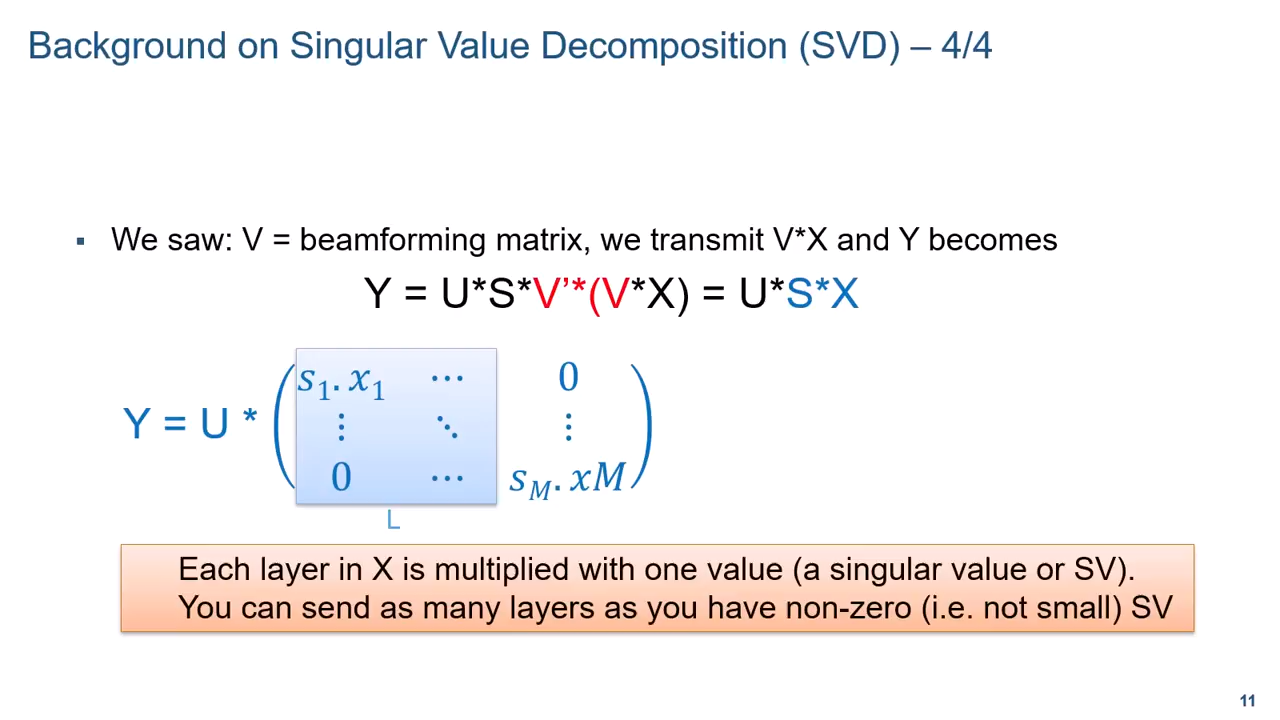 Background on Singular Value Decomposition (SVD) – 4/4
▪ We saw: V = beamforming matrix, we transmit V*X and Y becomes
Y = U*S*V’*(V*X) = U*S*X
s₁.x₁ ⋯ 0
Y = U * ( ⋮ ⋱ ⋮ )
0 ⋯ s_M.xM
L
Each layer in X is multiplied with one value (a singular value or SV).
You can send as many layers as you have non-zero (i.e. not small) SV
11